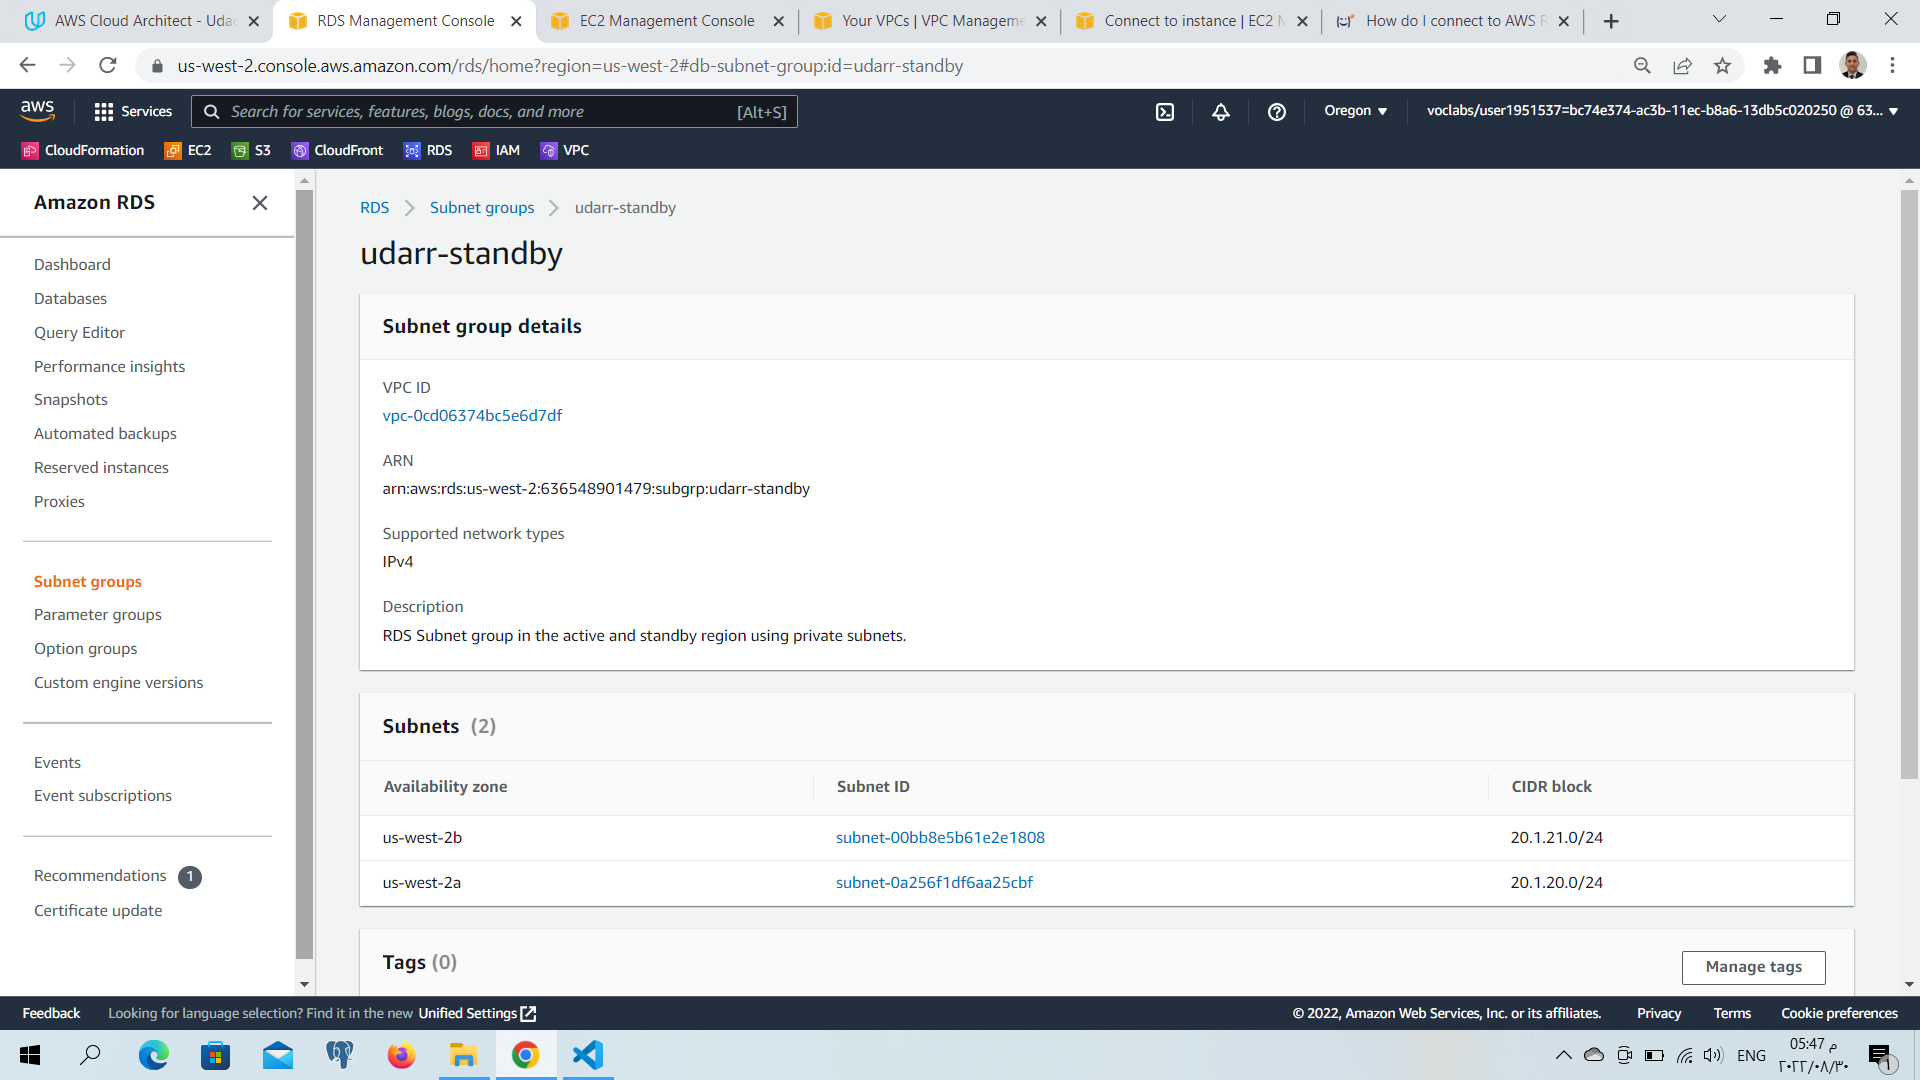 AWS Cloud Architect - Udac
RDS Management Console
EC2 Management Console
Your VPCs | VPC Manageme
Connect to instance | EC2 M
How do I connect to AWS R
us-west-2.console.aws.amazon.com/rds/home?region=us-west-2#db-subnet-group:id=udarr-standby
aws
Services
Search for services, features, blogs, docs, and more
[Alt+S]
Oregon
voclabs/user1951537=bc74e374-ac3b-11ec-b8a6-13db5c020250 @ 63...
CloudFormation
EC2
S3
CloudFront
RDS
IAM
VPC
Amazon RDS
Dashboard
Databases
Query Editor
Performance insights
Snapshots
Automated backups
Reserved instances
Proxies
Subnet groups
Parameter groups
Option groups
Custom engine versions
Events
Event subscriptions
Recommendations 1
Certificate update
RDS > Subnet groups > udarr-standby
udarr-standby
Subnet group details
VPC ID
vpc-0cd06374bc5e6d7df
ARN
arn:aws:rds:us-west-2:636548901479:subgrp:udarr-standby
Supported network types
IPv4
Description
RDS Subnet group in the active and standby region using private subnets.
Subnets (2)
Availability zone Subnet ID CIDR block
us-west-2b subnet-00bb8e5b61e2e1808 20.1.21.0/24
us-west-2a subnet-0a256f1df6aa25cbf 20.1.20.0/24
Tags (0)
Manage tags
Feedback
Looking for language selection? Find it in the new Unified Settings
© 2022, Amazon Web Services, Inc. or its affiliates.
Privacy
Terms
Cookie preferences
ENG
05:47 م
٢٠٢٢/٠٨/٣٠
١